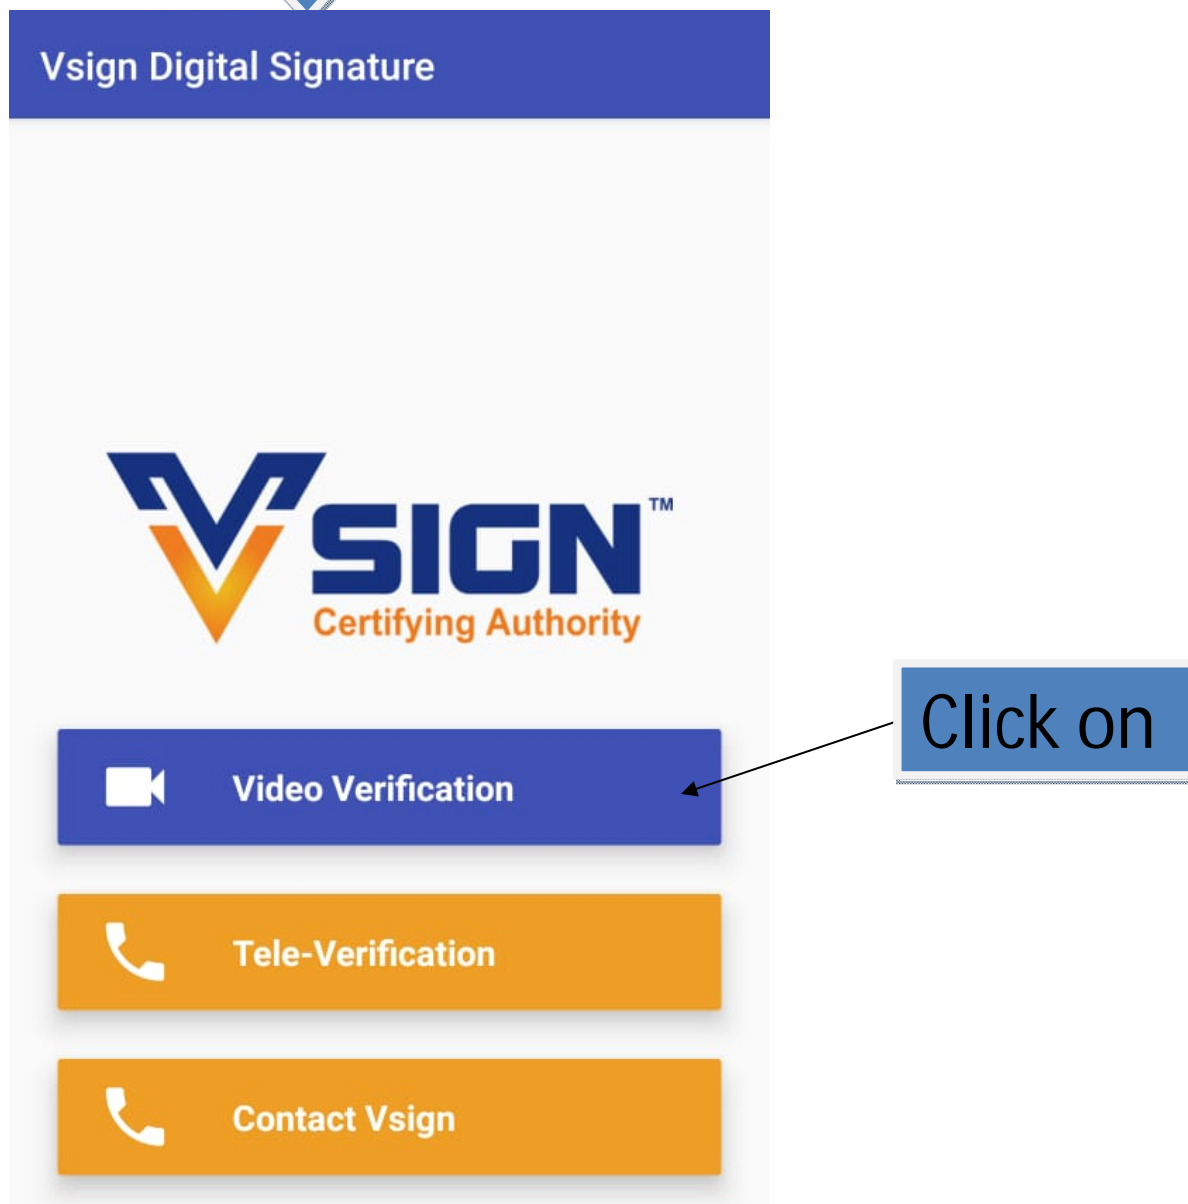 Vsign Digital Signature
VSIGN™
Certifying Authority
Click on
Video Verification
Tele-Verification
Contact Vsign